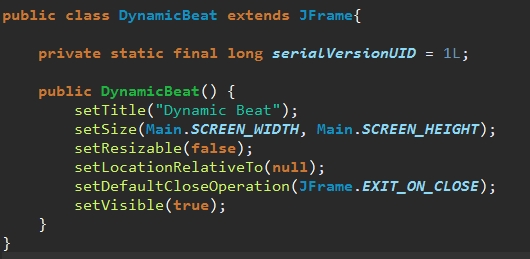 public class DynamicBeat extends JFrame{
private static final long serialVersionUID = 1L;
public DynamicBeat() {
setTitle("Dynamic Beat");
setSize(Main.SCREEN_WIDTH, Main.SCREEN_HEIGHT);
setResizable(false);
setLocationRelativeTo(null);
setDefaultCloseOperation(JFrame.EXIT_ON_CLOSE);
setVisible(true);
}
}